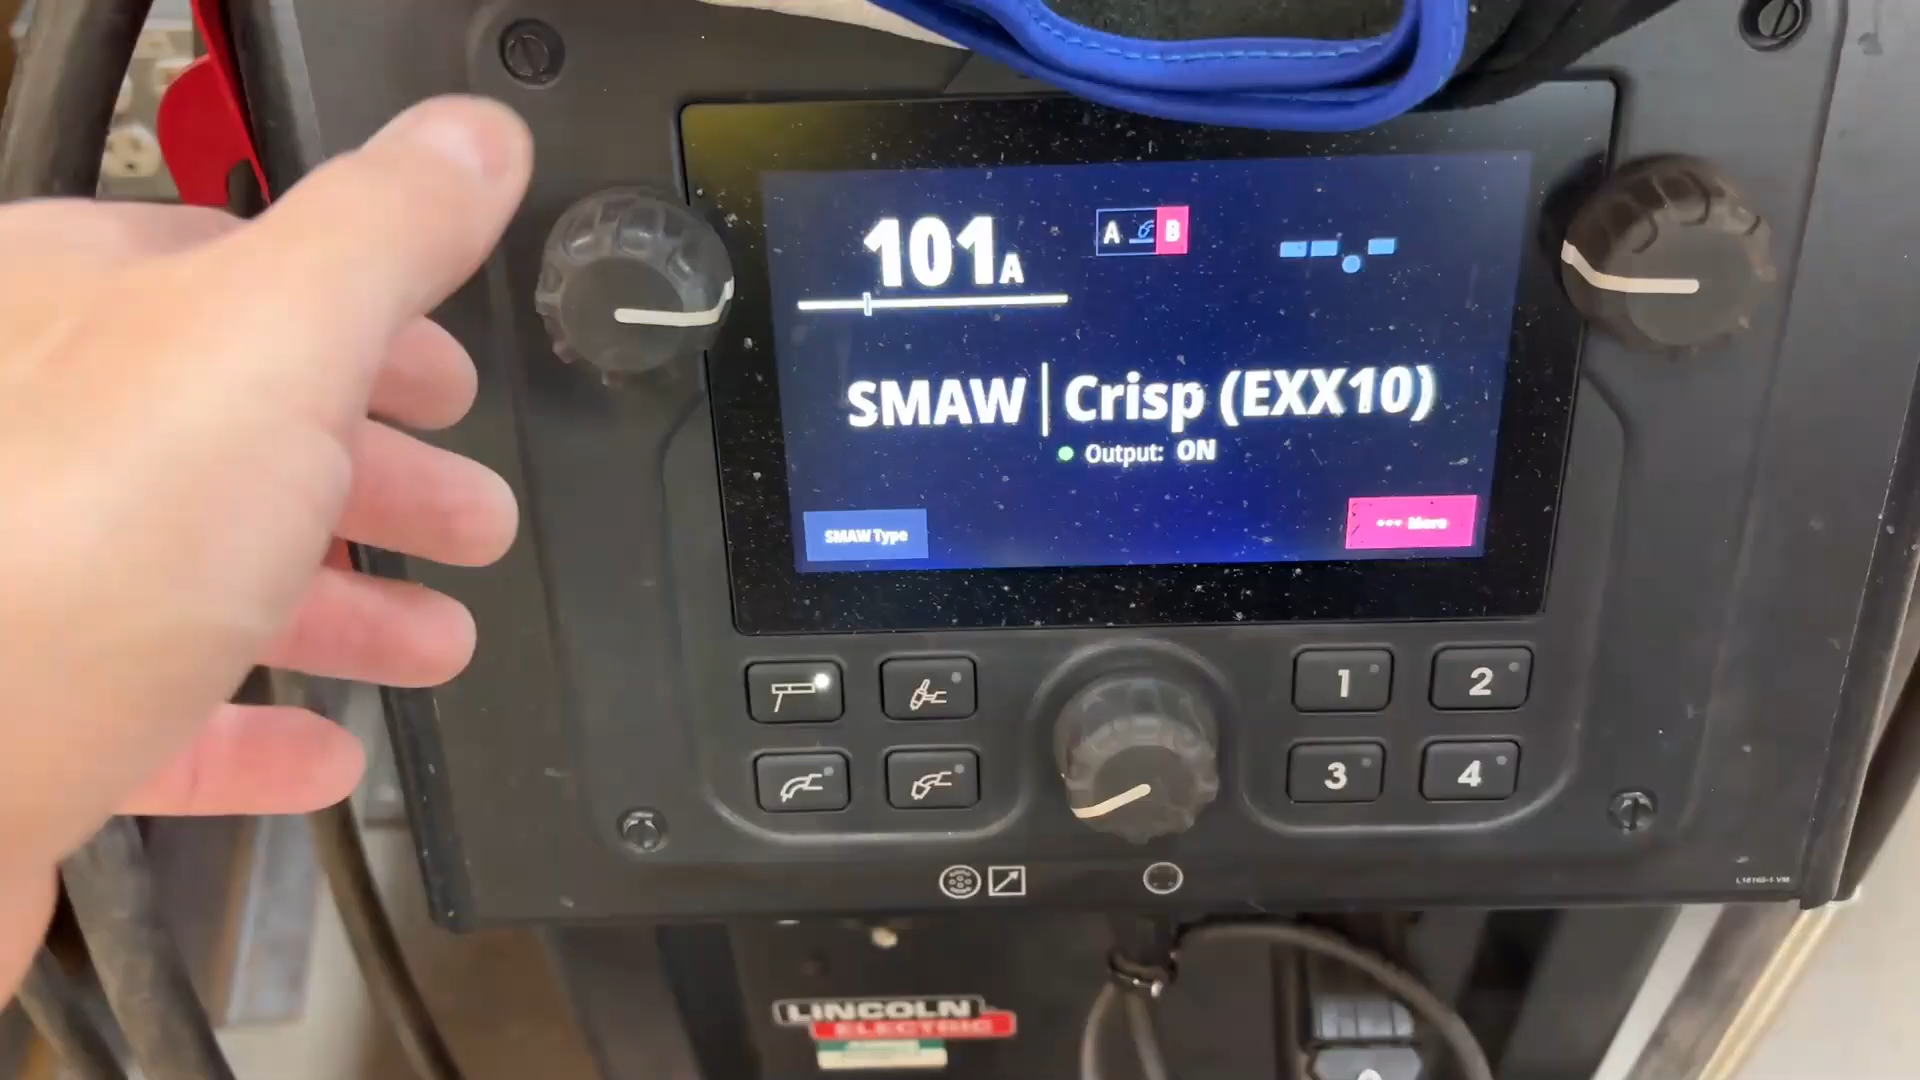 101A
A B
SMAW | Crisp (EXX10)
Output: ON
SMAW Type
••• More
1 2
3 4
LINCOLN
ELECTRIC